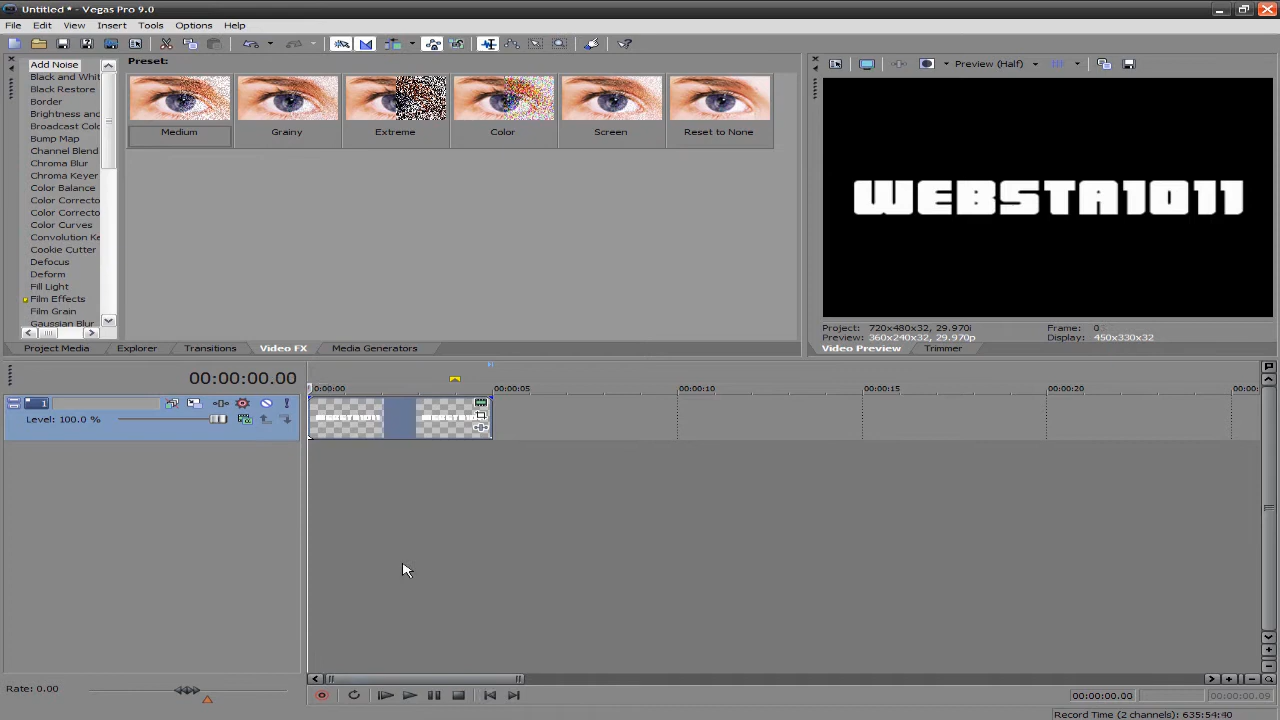 Untitled * - Vegas Pro 9.0
File Edit View Insert Tools Options Help
Add Noise
Black and Whit
Black Restore
Border
Brightness and
Broadcast Colo
Bump Map
Channel Blend
Chroma Blur
Chroma Keyer
Color Balance
Color Correcto
Color Correcto
Color Curves
Convolution Ke
Cookie Cutter
Defocus
Deform
Fill Light
Film Effects
Film Grain
Gaussian Blur
Preset:
Medium Grainy Extreme Color Screen Reset to None
Preview (Half)
WEBSTA1011
Project: 720x480x32, 29.970i Frame: 0
Preview: 360x240x32, 29.970p Display: 450x330x32
Project Media Explorer Transitions Video FX Media Generators
Video Preview Trimmer
00:00:00.00
0:00:00 00:00:05 00:00:10 00:00:15 00:00:20 00:00:
1
Level: 100.0 %
Rate: 0.00
00:00:00.00 00:00:00.09
Record Time (2 channels): 635:54:40